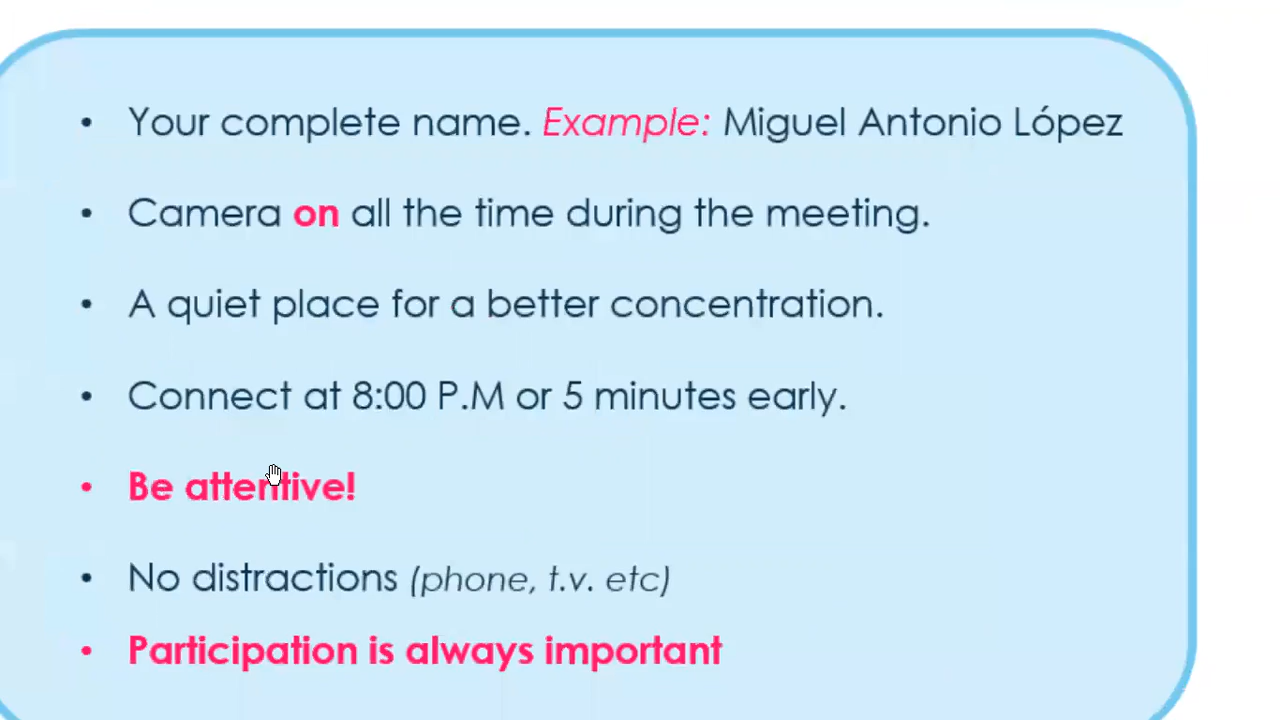 • Your complete name. Example: Miguel Antonio López
• Camera on all the time during the meeting.
• A quiet place for a better concentration.
• Connect at 8:00 P.M or 5 minutes early.
• Be attentive!
• No distractions (phone, t.v. etc)
• Participation is always important